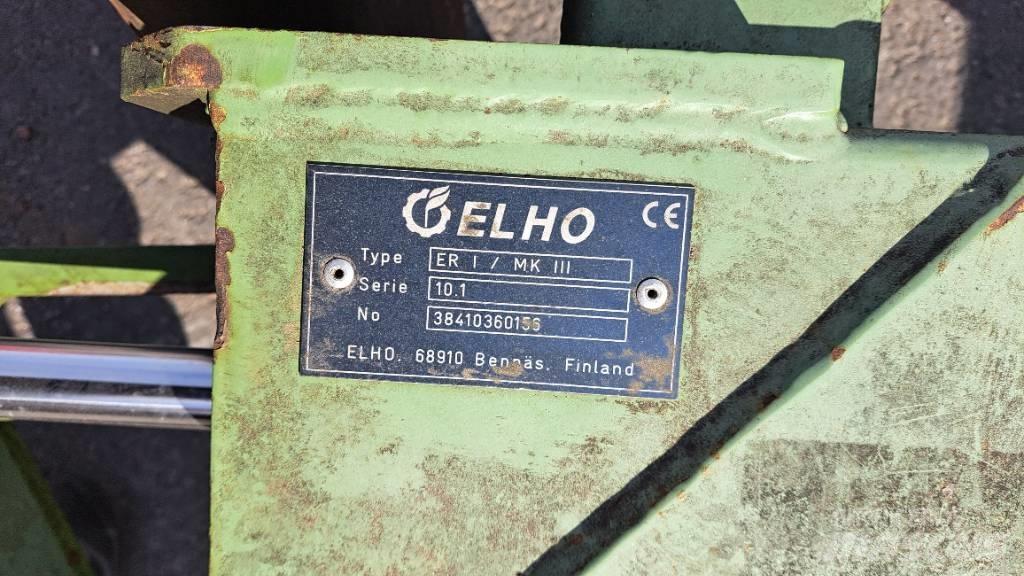 ELHO CE
Type ER I / MK III
Serie 10.1
No 38410360156
ELHO. 68910 Bennäs. Finland